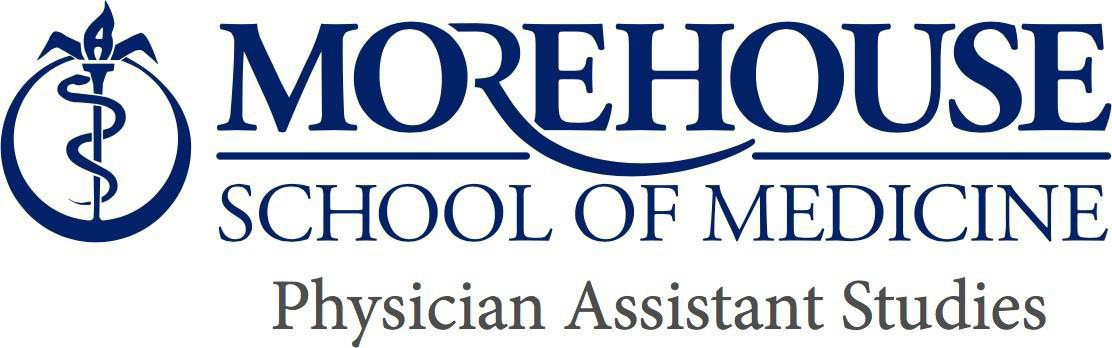 MOREHOUSE
SCHOOL OF MEDICINE
Physician Assistant Studies